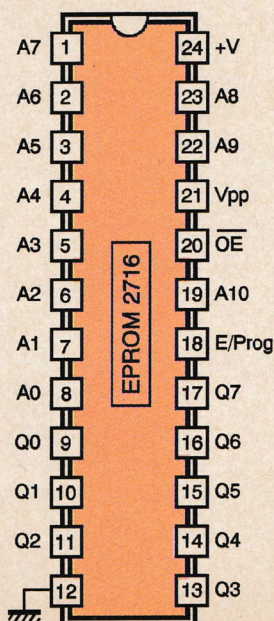 A7 1 24 +V
A6 2 23 A8
A5 3 22 A9
A4 4 21 Vpp
A3 5 20 OE
A2 6 19 A10
A1 7 18 E/Prog
A0 8 17 Q7
Q0 9 16 Q6
Q1 10 15 Q5
Q2 11 14 Q4
12 13 Q3
EPROM 2716